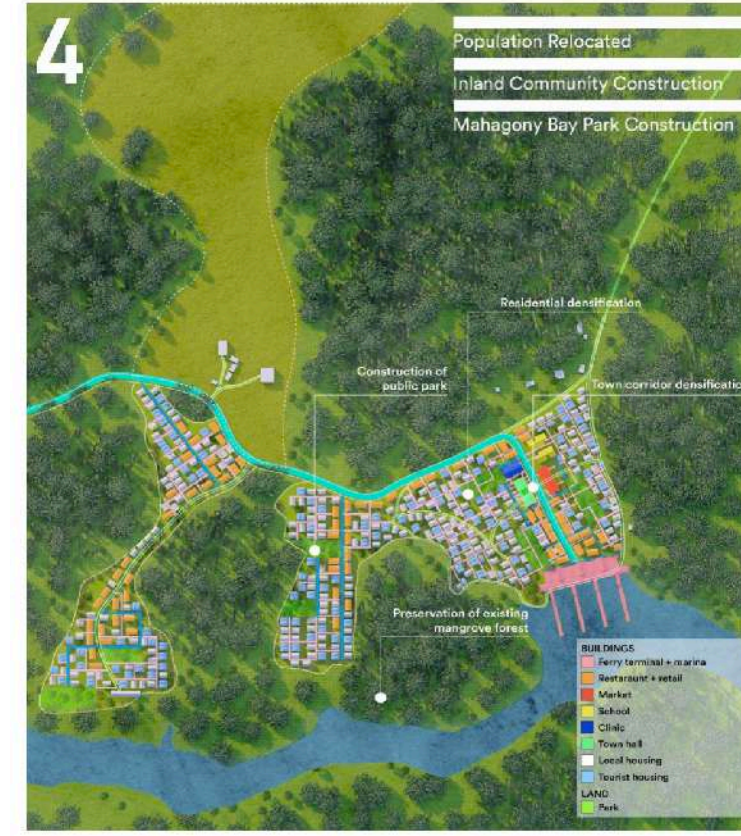 4
Population Relocated
Inland Community Construction
Mahagony Bay Park Construction
Residential densification
Construction of
public park
Town corridor densificatio
Preservation of existing
mangrove forest
BUILDINGS
Ferry terminal + marina
Restaraunt + retail
Market
School
Clinic
Town hall
Local housing
Tourist housing
LAND
Park